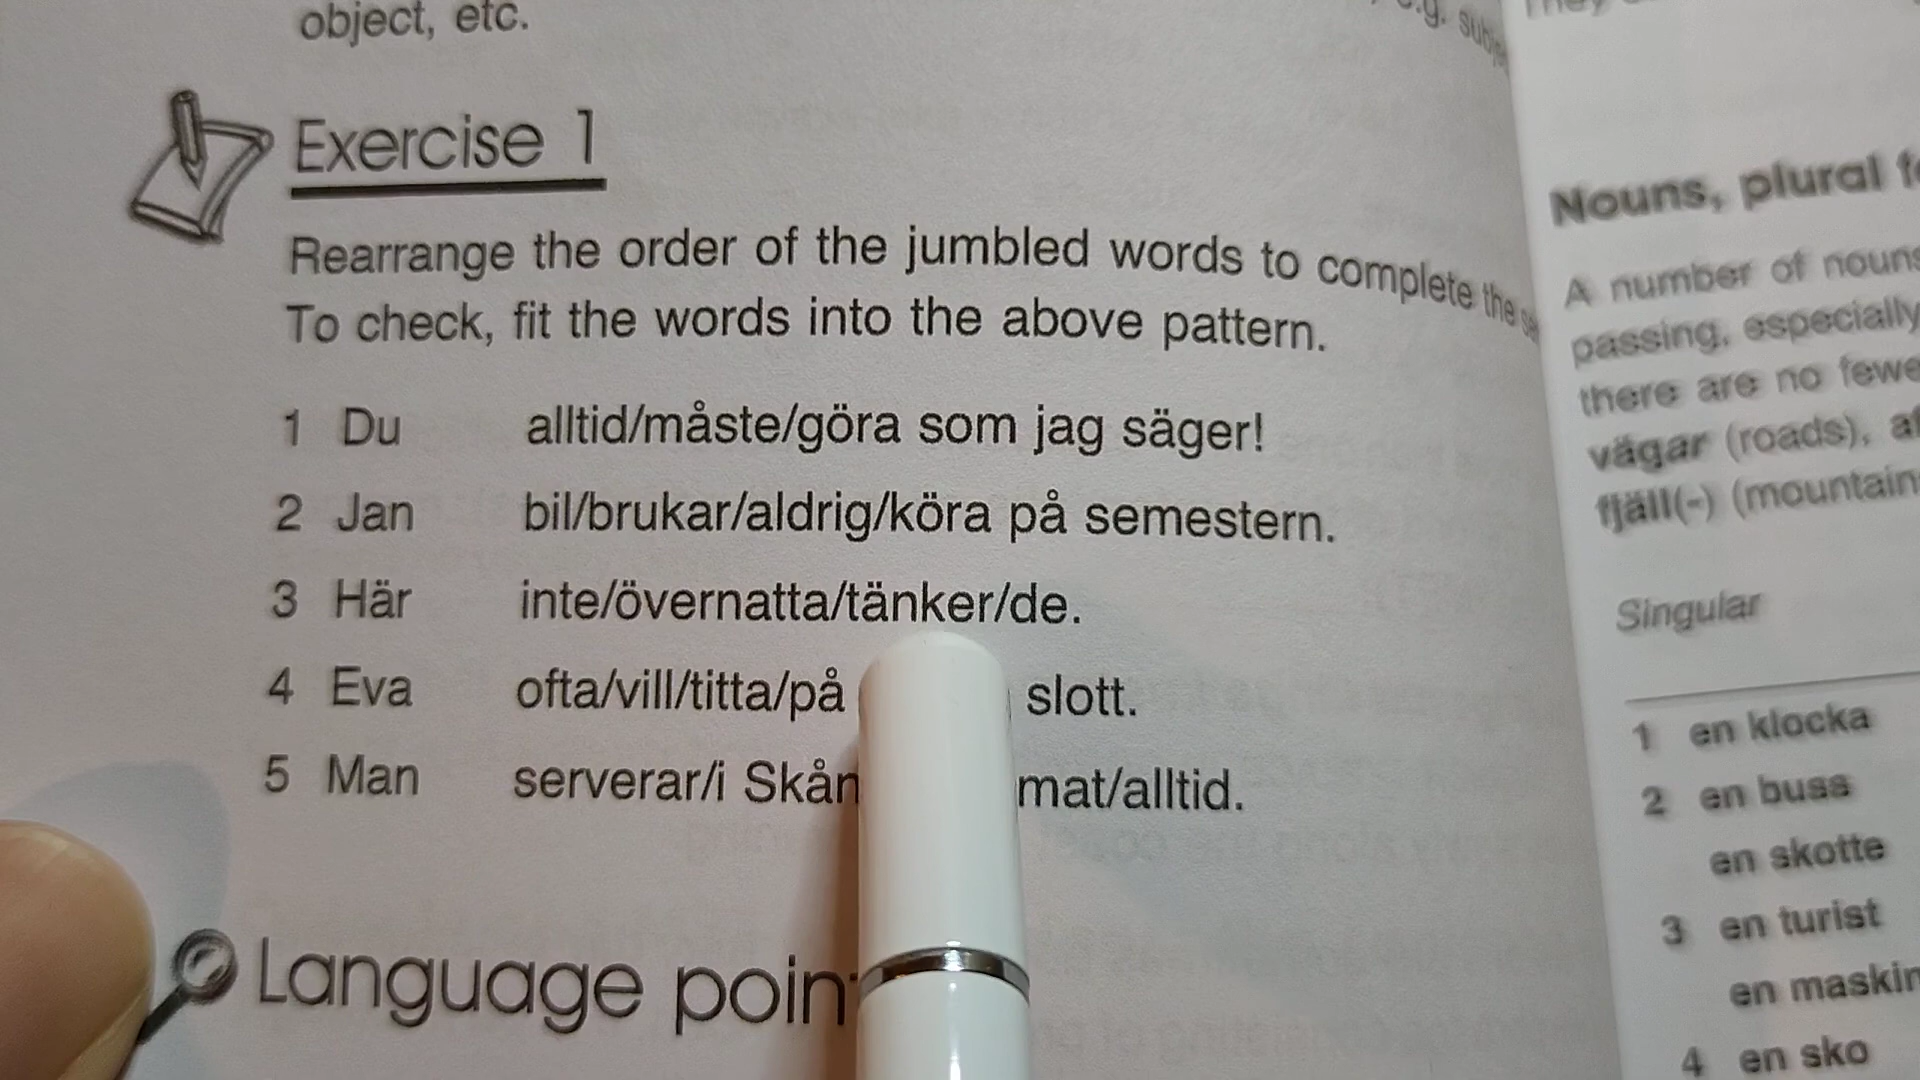 object, etc.
Exercise 1
Rearrange the order of the jumbled words to complete the
To check, fit the words into the above pattern.
1 Du alltid/måste/göra som jag säger!
2 Jan bil/brukar/aldrig/köra på semestern.
3 Här inte/övernatta/tänker/de.
4 Eva ofta/vill/titta/på slott.
5 Man serverar/i Skån mat/alltid.
Language poin
e.g.
They
Nouns, plural
A number of nouns
passing, especially
there are no fewe
vägar (roads),
fjäll(-) (mountain
Singular
1 en klocka
2 en buss
en skotte
3 en turist
en maskin
4 en sko